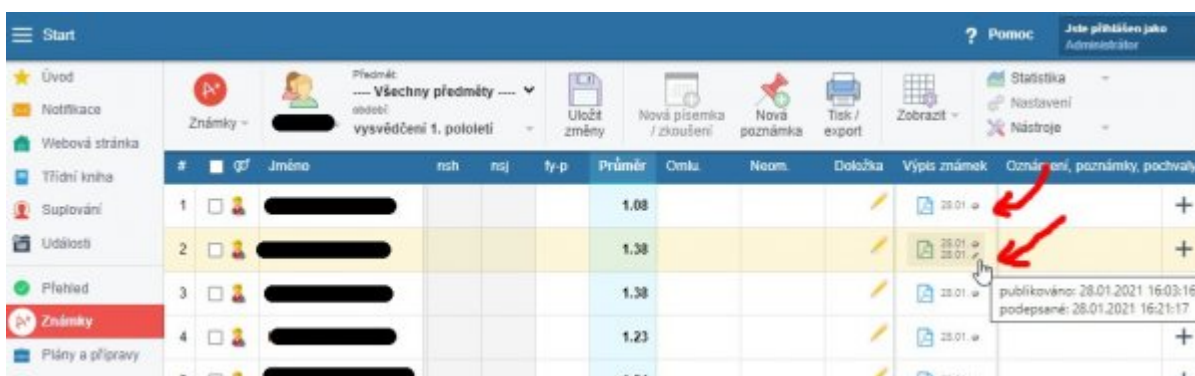 Start
? Pomoc
Jste přihlášen jako
Administrátor
Úvod
Notifikace
Webová stránka
Třídní kniha
Suplování
Události
Přehled
Známky
Plány a přípravy
Známky
Předmět:
---- Všechny předměty ----
období:
vysvědčení 1. pololetí
Uložit
změny
Nová písemka
/ zkoušení
Nová
poznámka
Tisk /
export
Zobrazit
Statistika
Nastavení
Nástroje
# Jméno nsh nsj fy-p Průměr Omlu. Neom. Doložka Výpis známek Oznámení, poznámky, pochvaly
1 1.08 28.01. +
2 1.38 28.01. +
28.01.
3 1.38 28.01.
publikováno: 28.01.2021 16:03:16
podepsané: 28.01.2021 16:21:17
4 1.23 28.01. +